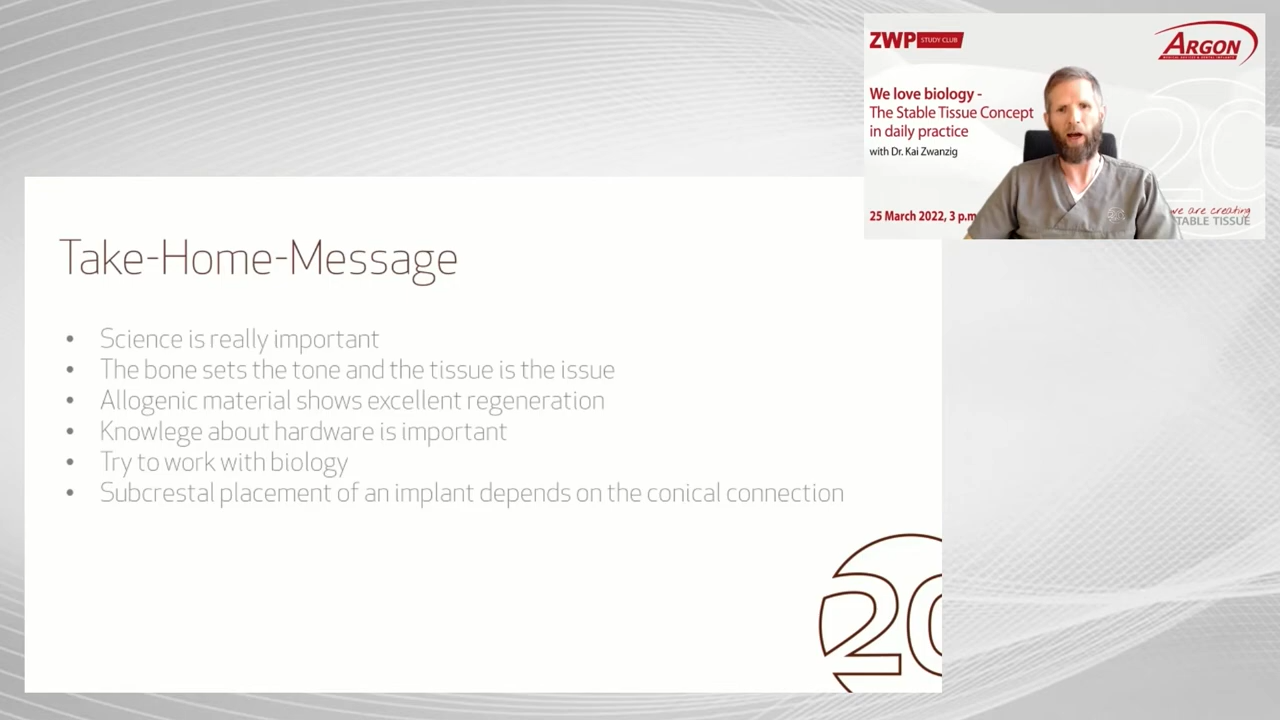 ZWP STUDY CLUB
ARGON
We love biology -
The Stable Tissue Concept
in daily practice
with Dr. Kai Zwanzig
25 March 2022, 3 p.m
20
we are creating
TABLE TISSUE
Take-Home-Message
• Science is really important
• The bone sets the tone and the tissue is the issue
• Allogenic material shows excellent regeneration
• Knowlege about hardware is important
• Try to work with biology
• Subcrestal placement of an implant depends on the conical connection
20